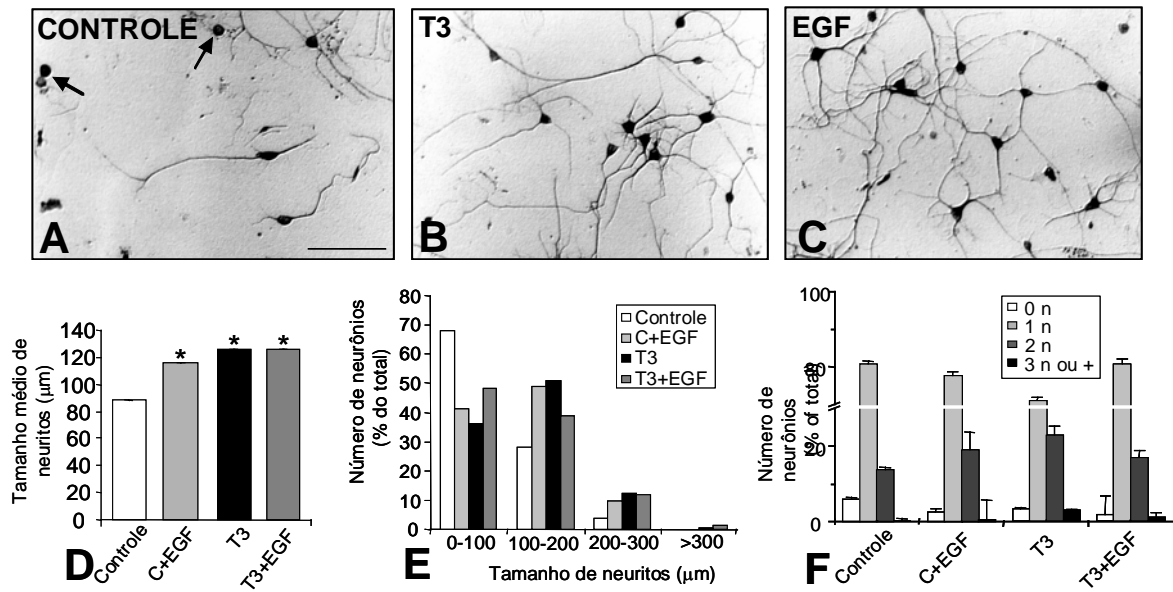 CONTROLE
T3
EGF
A
B
C
Tamanho médio de
neuritos (μm)
140
120
100
80
60
40
20
0
*
*
*
Controle
C+EGF
T3
T3+EGF
D
Número de neurônios
(% do total)
80
70
60
50
40
30
20
10
0
Controle
C+EGF
T3
T3+EGF
0-100
100-200
200-300
>300
Tamanho de neuritos (μm)
E
Número de
neurônios
% of total)
100
80
20
0
0 n
1 n
2 n
3 n ou +
Controle
C+EGF
T3
T3+EGF
F